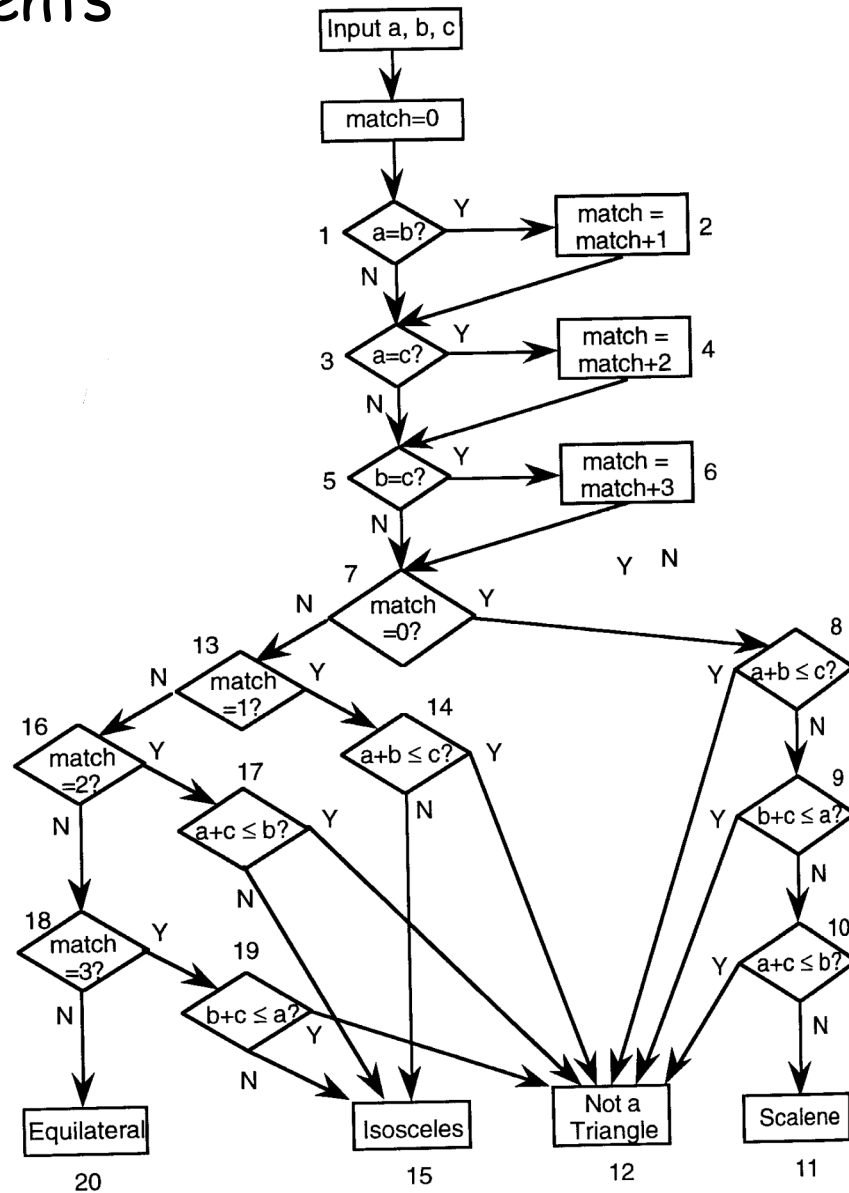 ents
Input a, b, c
match=0
1
a=b?
Y
match =
match+1
2
N
3
a=c?
Y
match =
match+2
4
N
5
b=c?
Y
match =
match+3
6
N
Y N
7
match
=0?
N
Y
8
a+b ≤ c?
Y
N
13
match
=1?
N
Y
14
a+b ≤ c?
Y
N
9
b+c ≤ a?
Y
N
16
match
=2?
Y
N
17
a+c ≤ b?
Y
N
10
a+c ≤ b?
Y
N
18
match
=3?
Y
N
19
b+c ≤ a?
Y
N
Equilateral
20
Isosceles
15
Not a
Triangle
12
Scalene
11